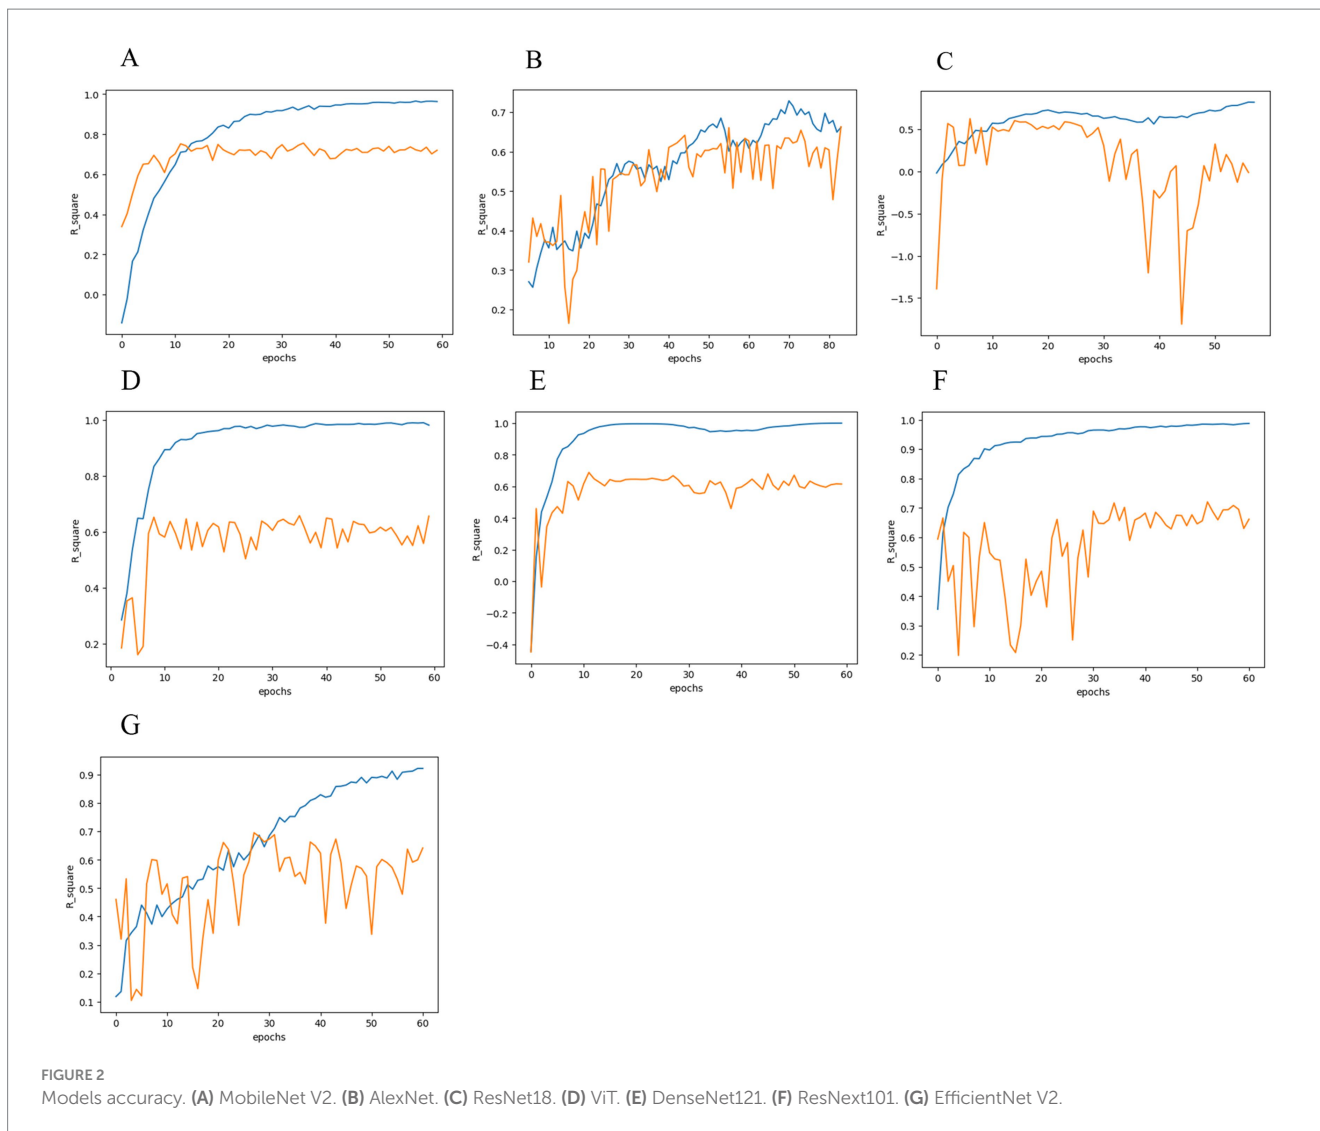 A
1.0
0.8
0.6
0.4
0.2
0.0
R_square
0 10 20 30 40 50 60
epochs
B
0.7
0.6
0.5
0.4
0.3
0.2
R_square
10 20 30 40 50 60 70 80
epochs
C
0.5
0.0
−0.5
−1.0
−1.5
R_square
0 10 20 30 40 50
epochs
D
1.0
0.8
0.6
0.4
0.2
R_square
0 10 20 30 40 50 60
epochs
E
1.0
0.8
0.6
0.4
0.2
0.0
−0.2
−0.4
R_square
0 10 20 30 40 50 60
epochs
F
1.0
0.9
0.8
0.7
0.6
0.5
0.4
0.3
0.2
R_square
0 10 20 30 40 50 60
epochs
G
0.9
0.8
0.7
0.6
0.5
0.4
0.3
0.2
0.1
R_square
0 10 20 30 40 50 60
epochs
FIGURE 2
Models accuracy. (A) MobileNet V2. (B) AlexNet. (C) ResNet18. (D) ViT. (E) DenseNet121. (F) ResNext101. (G) EfficientNet V2.